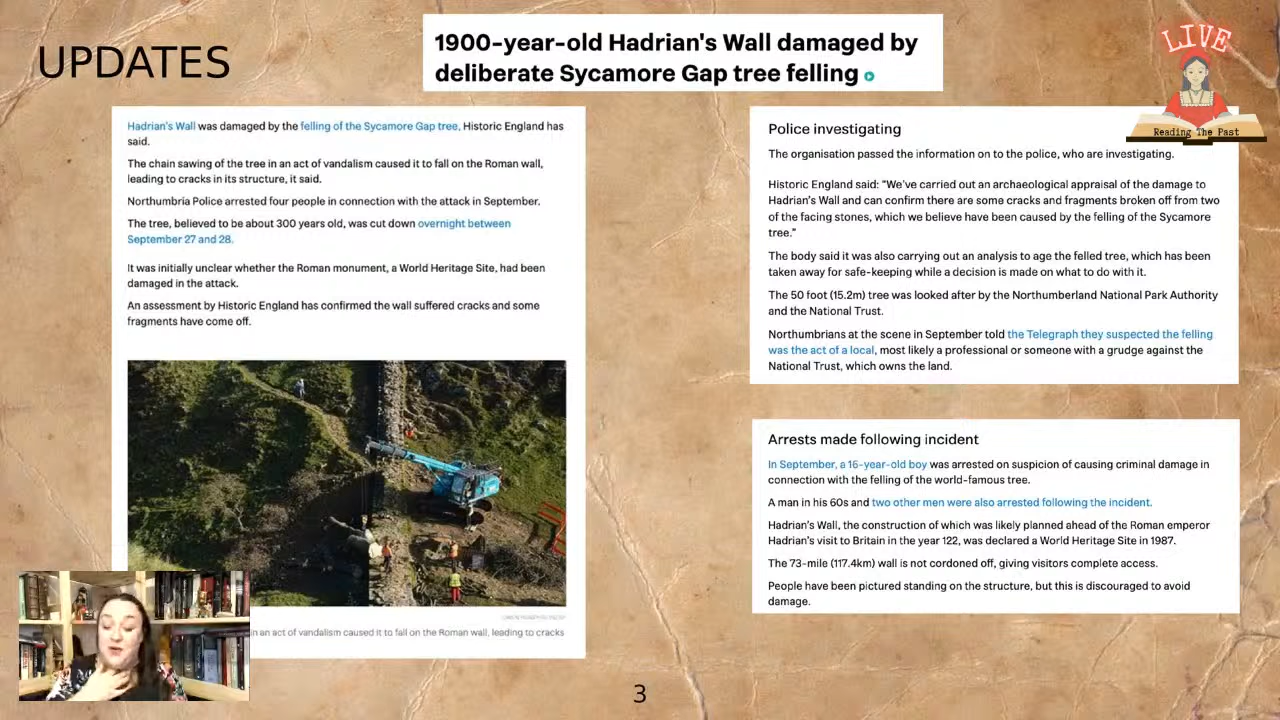 UPDATES
1900-year-old Hadrian's Wall damaged by
deliberate Sycamore Gap tree felling
LIVE
Reading The Past
Hadrian's Wall was damaged by the felling of the Sycamore Gap tree, Historic England has
said.
The chain sawing of the tree in an act of vandalism caused it to fall on the Roman wall,
leading to cracks in its structure, it said.
Northumbria Police arrested four people in connection with the attack in September.
The tree, believed to be about 300 years old, was cut down overnight between
September 27 and 28.
It was initially unclear whether the Roman monument, a World Heritage Site, had been
damaged in the attack.
An assessment by Historic England has confirmed the wall suffered cracks and some
fragments have come off.
in an act of vandalism caused it to fall on the Roman wall, leading to cracks
Police investigating
The organisation passed the information on to the police, who are investigating.
Historic England said: "We've carried out an archaeological appraisal of the damage to
Hadrian's Wall and can confirm there are some cracks and fragments broken off from two
of the facing stones, which we believe have been caused by the felling of the Sycamore
tree."
The body said it was also carrying out an analysis to age the felled tree, which has been
taken away for safe-keeping while a decision is made on what to do with it.
The 50 foot (15.2m) tree was looked after by the Northumberland National Park Authority
and the National Trust.
Northumbrians at the scene in September told the Telegraph they suspected the felling
was the act of a local, most likely a professional or someone with a grudge against the
National Trust, which owns the land.
Arrests made following incident
In September, a 16-year-old boy was arrested on suspicion of causing criminal damage in
connection with the felling of the world-famous tree.
A man in his 60s and two other men were also arrested following the incident.
Hadrian's Wall, the construction of which was likely planned ahead of the Roman emperor
Hadrian's visit to Britain in the year 122, was declared a World Heritage Site in 1987.
The 73-mile (117.4km) wall is not cordoned off, giving visitors complete access.
People have been pictured standing on the structure, but this is discouraged to avoid
damage.
3